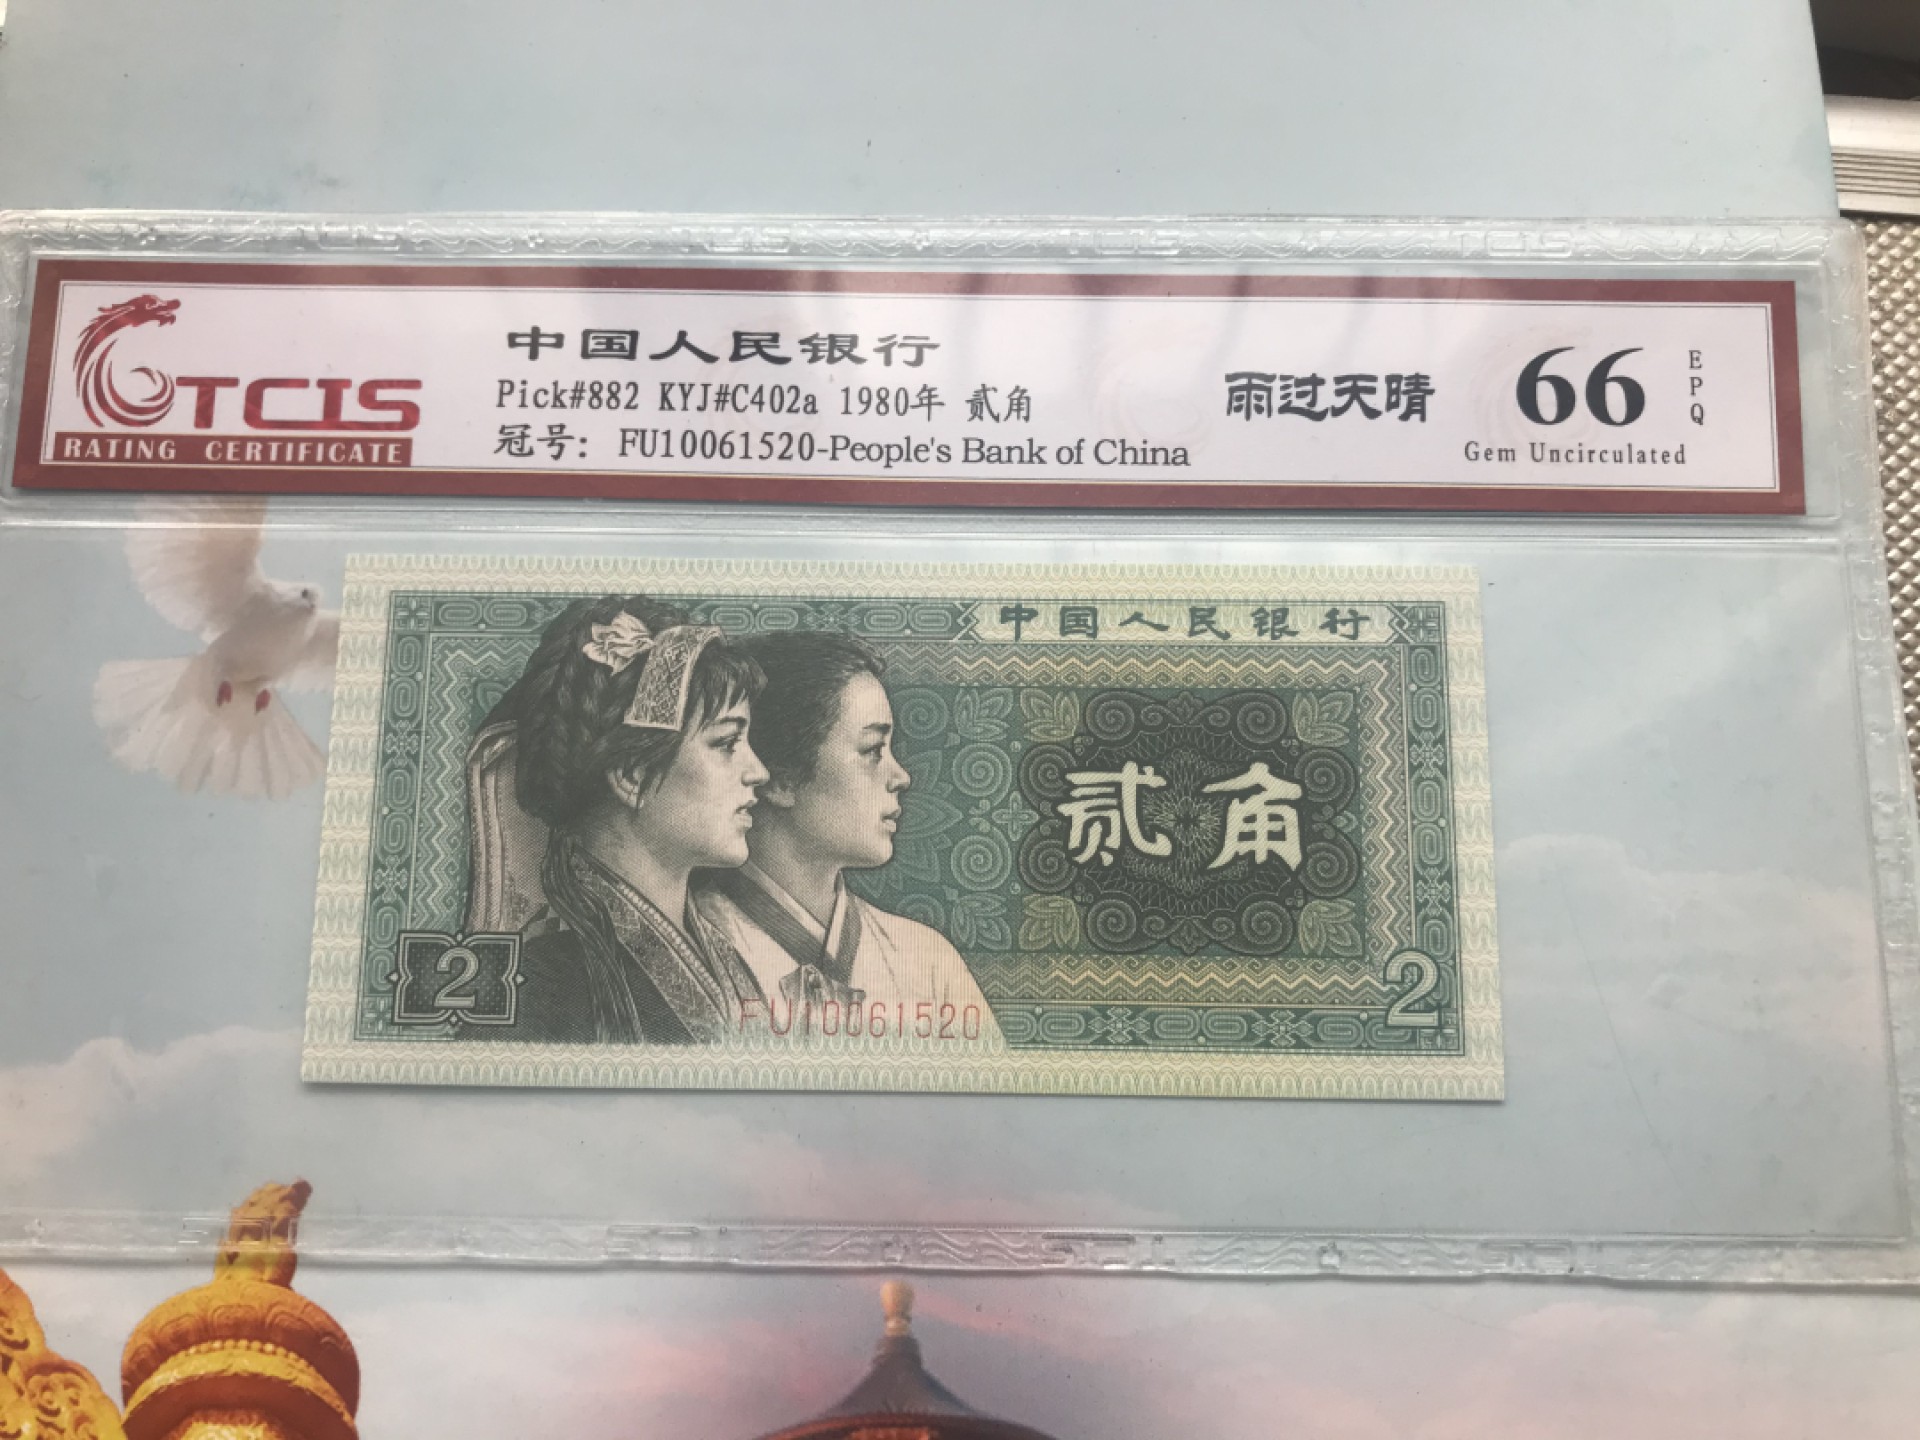 TCIS
RATING CERTIFICATE
中国人民银行
Pick#882 KYJ#C402a 1980年 贰角
冠号: FU10061520-People's Bank of China
雨过天晴
66
EPQ
Gem Uncirculated
中国人民银行
贰角
2
2
FU10061520